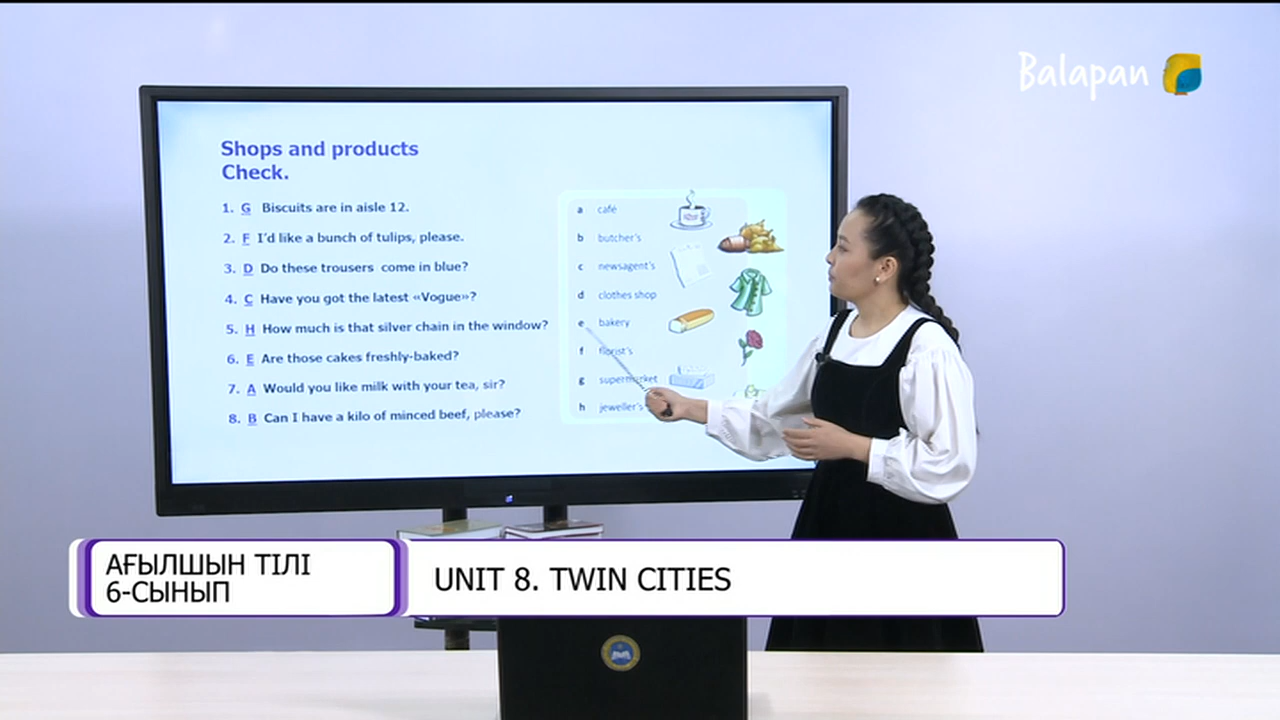 Balapan
Shops and products
Check.
1. G Biscuits are in aisle 12.
2. F I'd like a bunch of tulips, please.
3. D Do these trousers come in blue?
4. C Have you got the latest «Vogue»?
5. H How much is that silver chain in the window?
6. E Are those cakes freshly-baked?
7. A Would you like milk with your tea, sir?
8. B Can I have a kilo of minced beef, please?
a café
b butcher's
c newsagent's
d clothes shop
e bakery
f florist's
g supermarket
h jeweller's
АҒЫЛШЫН ТІЛІ
6-СЫНЫП
UNIT 8. TWIN CITIES